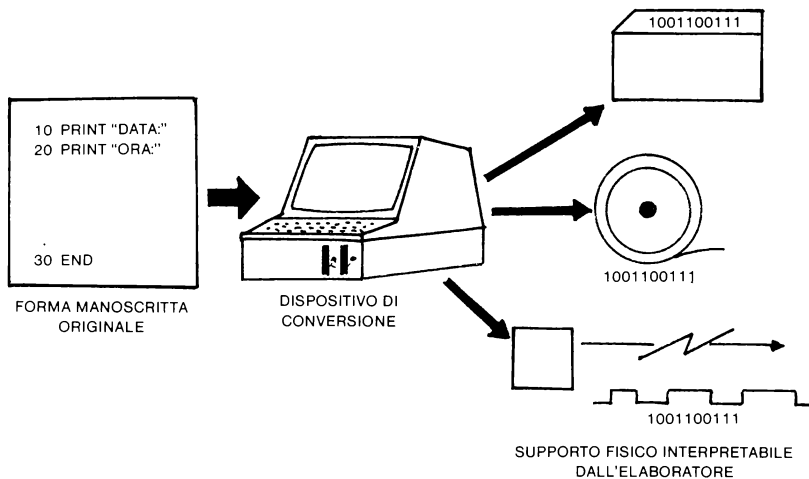 10 PRINT "DATA:"
20 PRINT "ORA:"
.
30 END
FORMA MANOSCRITTA
ORIGINALE
DISPOSITIVO DI
CONVERSIONE
1001100111
1001100111
1001100111
SUPPORTO FISICO INTERPRETABILE
DALL'ELABORATORE